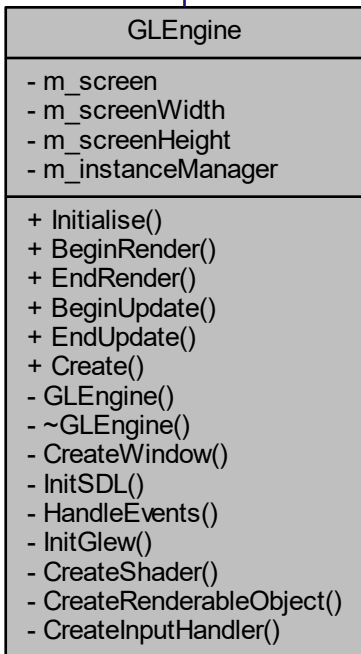 GLEngine
- m_screen
- m_screenWidth
- m_screenHeight
- m_instanceManager
+ Initialise()
+ BeginRender()
+ EndRender()
+ BeginUpdate()
+ EndUpdate()
+ Create()
- GLEngine()
- ~GLEngine()
- CreateWindow()
- InitSDL()
- HandleEvents()
- InitGlew()
- CreateShader()
- CreateRenderableObject()
- CreateInputHandler()